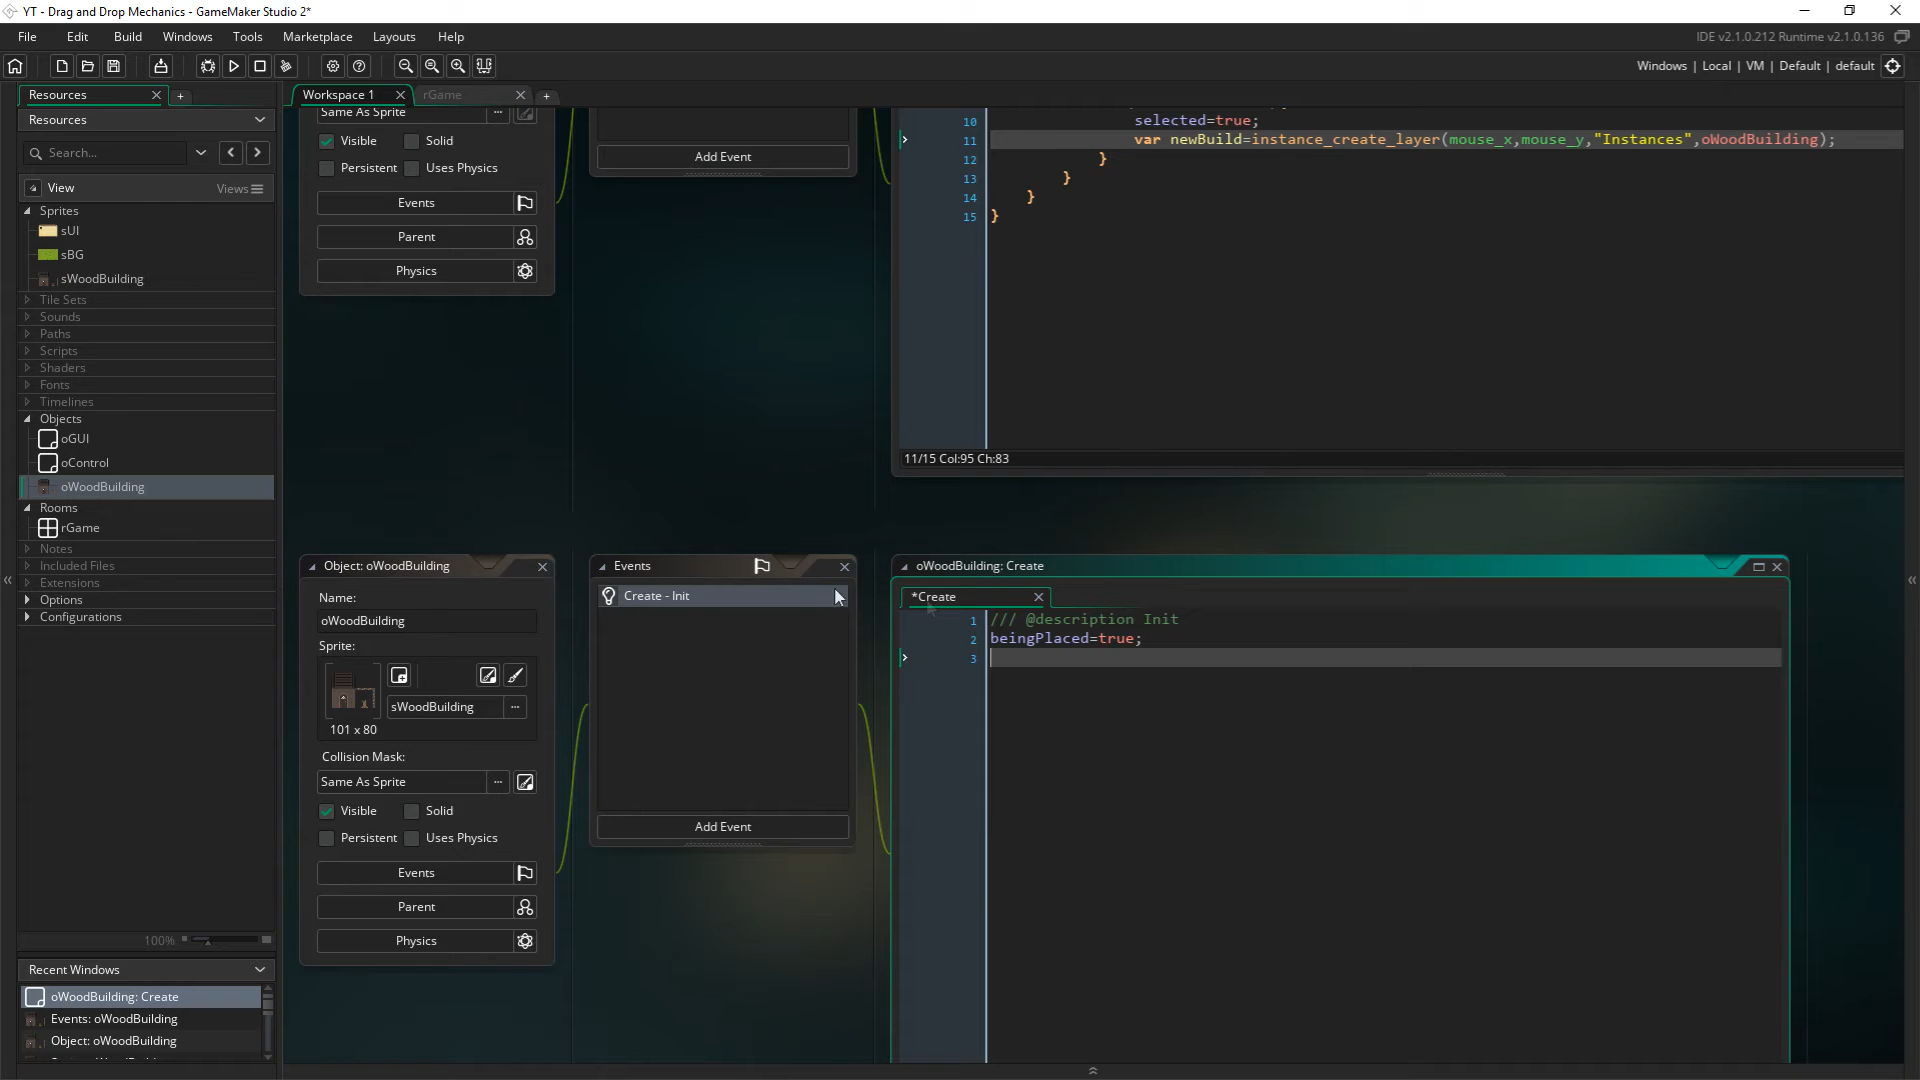 YT - Drag and Drop Mechanics - GameMaker Studio 2*
File Edit Build Windows Tools Marketplace Layouts Help
IDE v2.1.0.212 Runtime v2.1.0.136
Windows | Local | VM | Default | default
Resources
Workspace 1
rGame
Resources
Search...
View
Views
Sprites
sUI
sBG
sWoodBuilding
Tile Sets
Sounds
Paths
Scripts
Shaders
Fonts
Timelines
Objects
oGUI
oControl
oWoodBuilding
Rooms
rGame
Notes
Included Files
Extensions
Options
Configurations
100%
Recent Windows
oWoodBuilding: Create
Events: oWoodBuilding
Object: oWoodBuilding
Same As Sprite
Visible Solid
Persistent Uses Physics
Events
Parent
Physics
Add Event
10 selected=true;
11 var newBuild=instance_create_layer(mouse_x,mouse_y,"Instances",oWoodBuilding);
12 }
13 }
14 }
15 }
11/15 Col:95 Ch:83
Object: oWoodBuilding
Name:
oWoodBuilding
Sprite:
sWoodBuilding
101 x 80
Collision Mask:
Same As Sprite
Visible Solid
Persistent Uses Physics
Events
Parent
Physics
Events
Create - Init
Add Event
oWoodBuilding: Create
*Create
1 /// @description Init
2 beingPlaced=true;
3